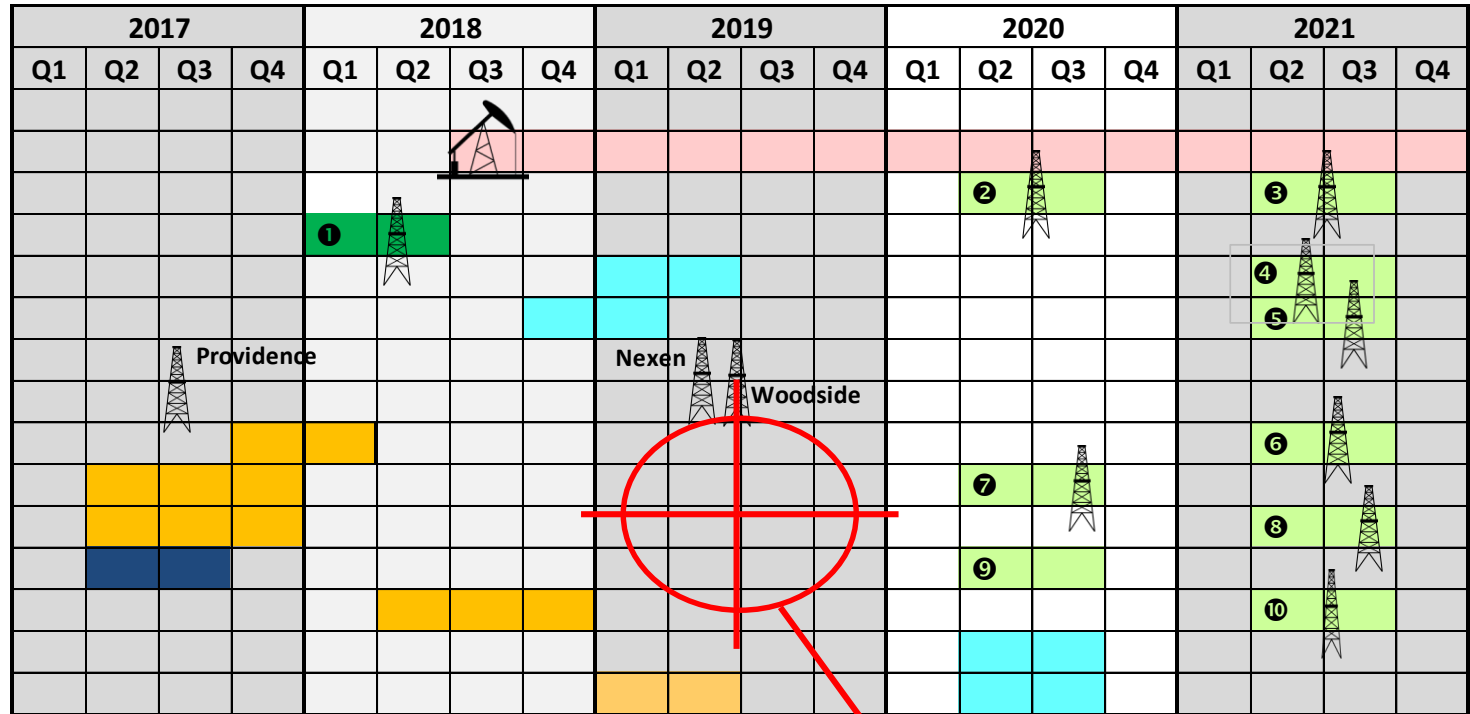 2017 2018 2019 2020 2021
Q1 Q2 Q3 Q4 Q1 Q2 Q3 Q4 Q1 Q2 Q3 Q4 Q1 Q2 Q3 Q4 Q1 Q2 Q3 Q4
❷ ❸
❶
❹
❺
Providence Nexen
Woodside
❻
❼
❽
❾
❿